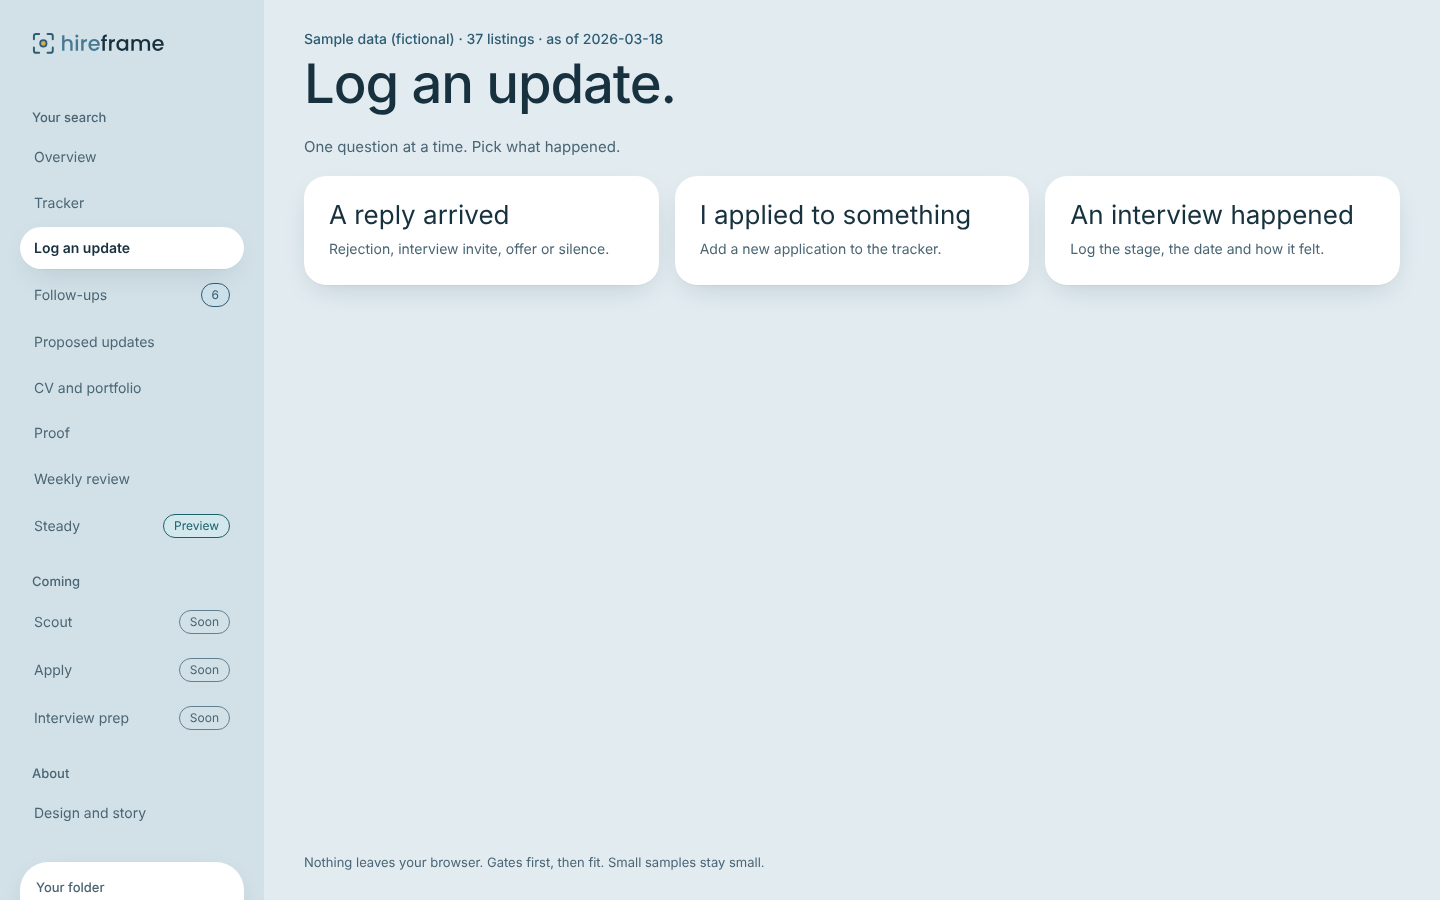 hireframe
Your search
Overview
Tracker
Log an update
Follow-ups 6
Proposed updates
CV and portfolio
Proof
Weekly review
Steady Preview
Coming
Scout Soon
Apply Soon
Interview prep Soon
About
Design and story
Your folder
Sample data (fictional) · 37 listings · as of 2026-03-18
Log an update.
One question at a time. Pick what happened.
A reply arrived
Rejection, interview invite, offer or silence.
I applied to something
Add a new application to the tracker.
An interview happened
Log the stage, the date and how it felt.
Nothing leaves your browser. Gates first, then fit. Small samples stay small.